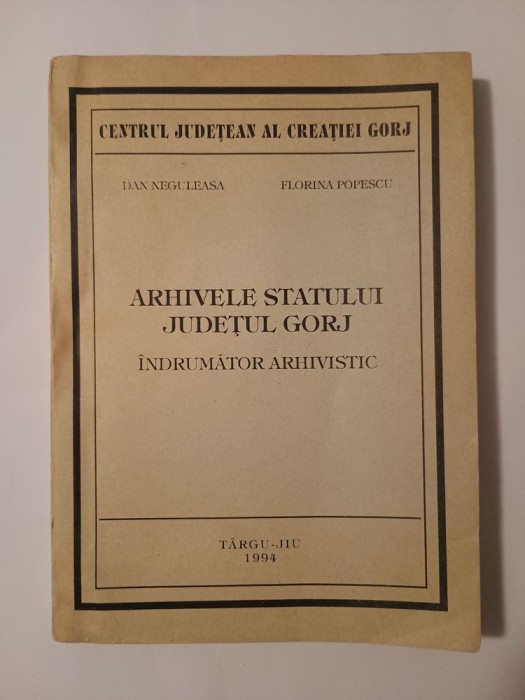 CENTRUL JUDEȚEAN AL CREAȚIEI GORJ
DAN NEGULEASA FLORINA POPESCU
ARHIVELE STATULUI
JUDEȚUL GORJ
ÎNDRUMĂTOR ARHIVISTIC
TÂRGU-JIU
1994